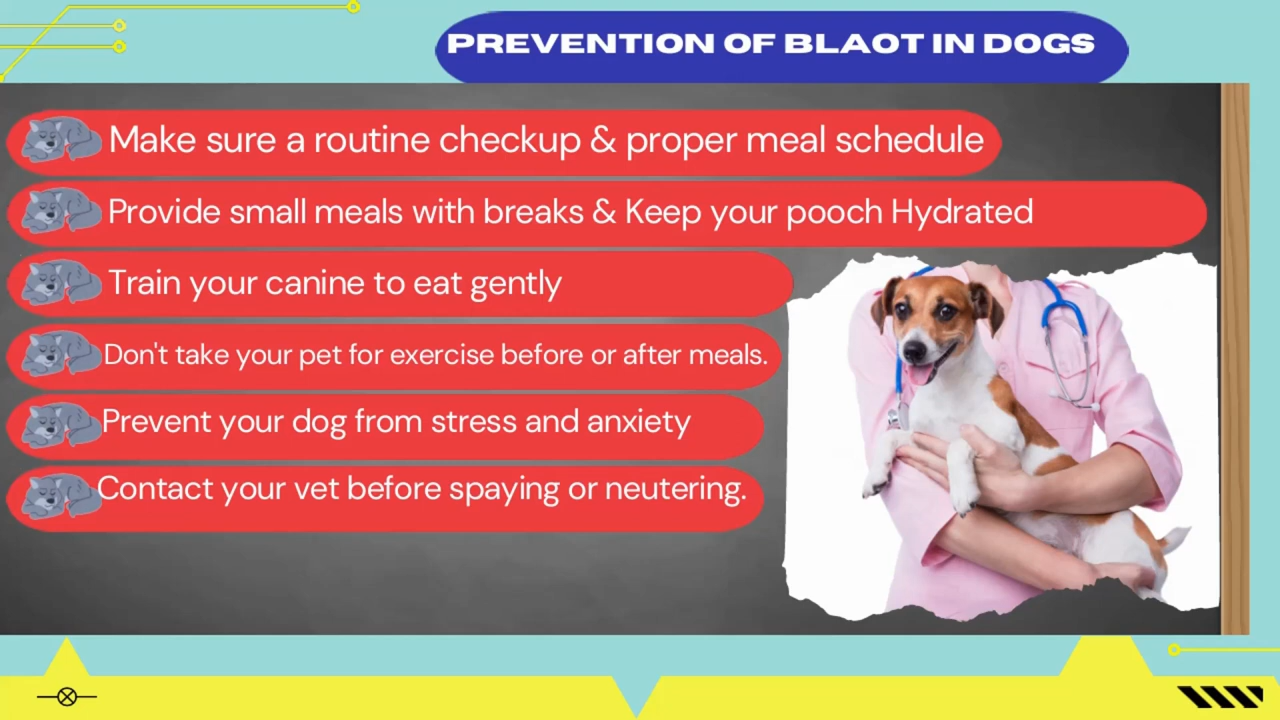 PREVENTION OF BLAOT IN DOGS
Make sure a routine checkup & proper meal schedule
Provide small meals with breaks & Keep your pooch Hydrated
Train your canine to eat gently
Don't take your pet for exercise before or after meals.
Prevent your dog from stress and anxiety
Contact your vet before spaying or neutering.